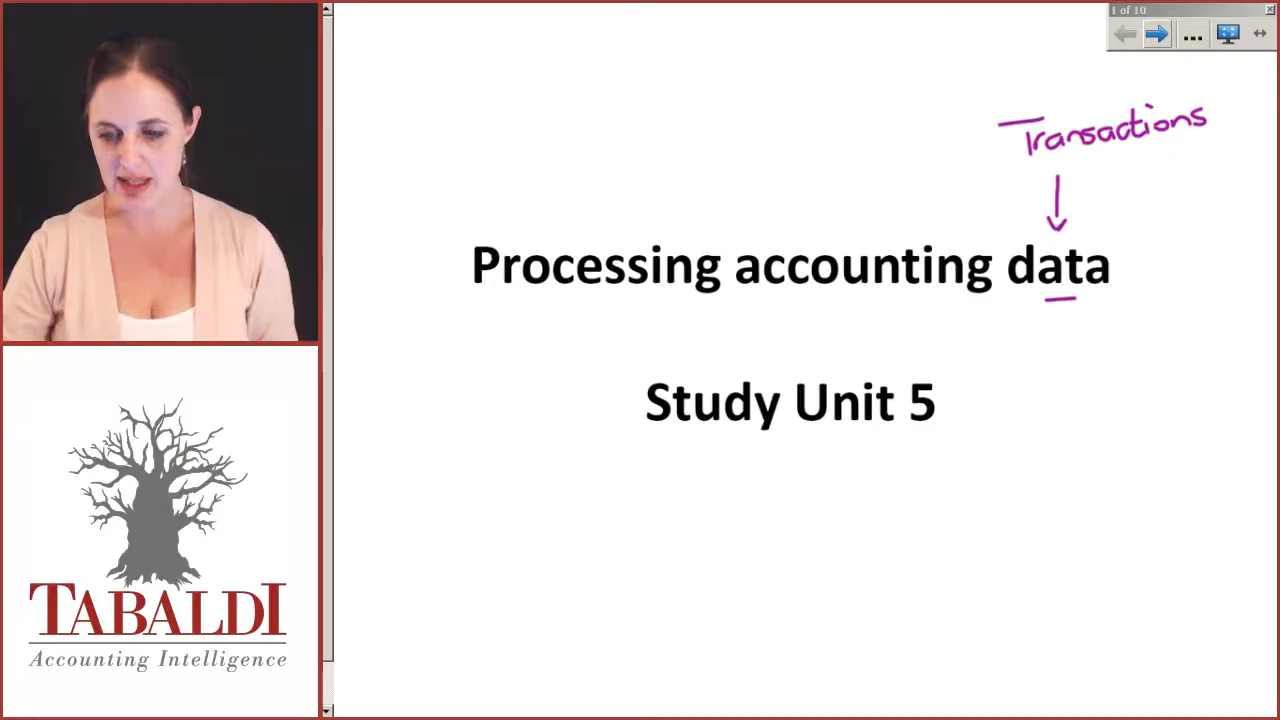 1 of 10
Transactions
Processing accounting data
Study Unit 5
TABALDI
Accounting Intelligence